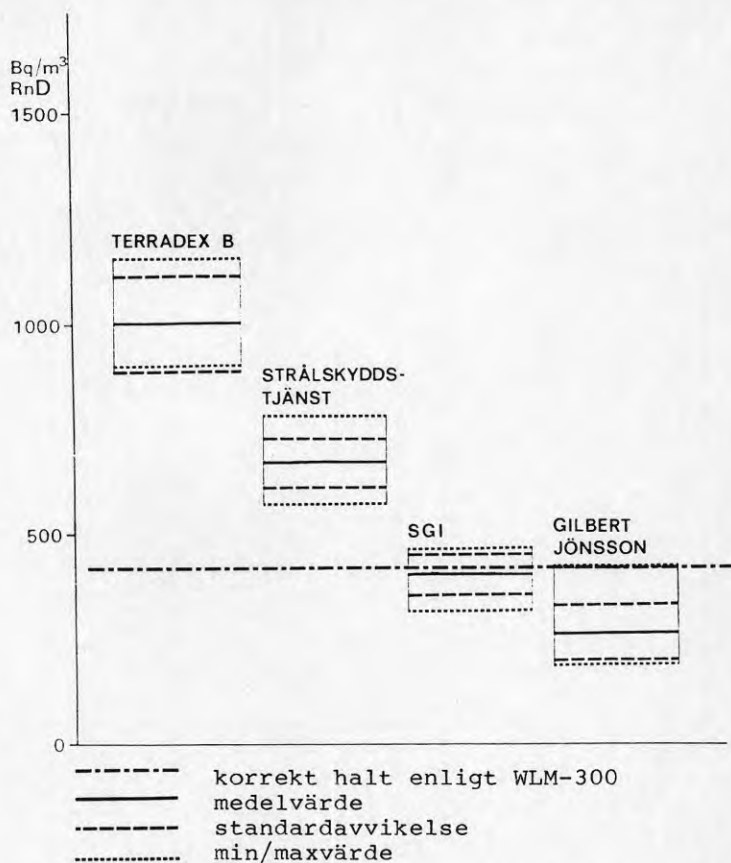 Bq/m³
RnD
1500
TERRADEX B
1000
STRÅLSKYDDS-
TJÄNST
500
SGI
GILBERT
JÖNSSON
0
korrekt halt enligt WLM-300
medelvärde
standardavvikelse
min/maxvärde